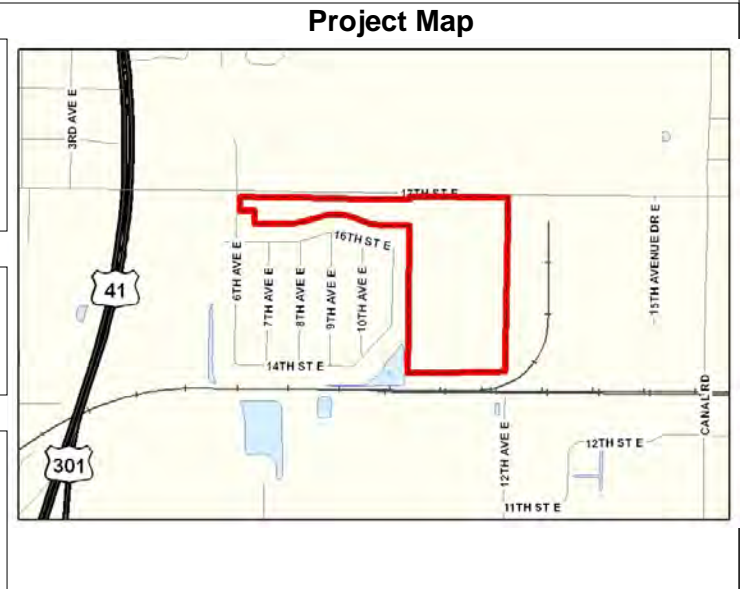 Project Map
3RD AVE E
17TH ST E
16TH ST E
6TH AVE E
7TH AVE E
8TH AVE E
9TH AVE E
10TH AVE E
15TH AVENUE DR E
41
14TH ST E
CANAL RD
301
12TH AVE E
12TH ST E
11TH ST E